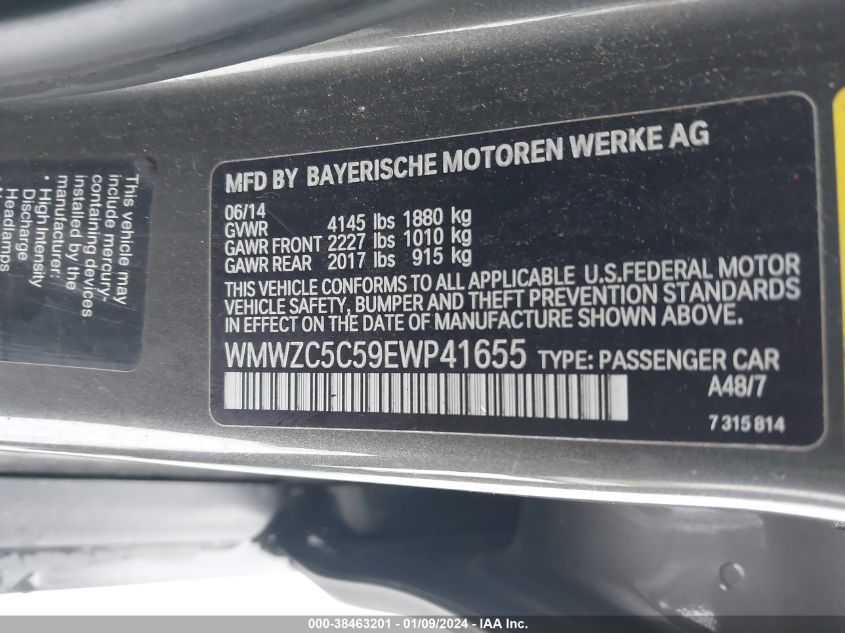 This vehicle may
include mercury-
containing devices
installed by the
manufacturer:
• High Intensity
Discharge
Headlamps
MFD BY BAYERISCHE MOTOREN WERKE AG
06/14
GVWR 4145 lbs 1880 kg
GAWR FRONT 2227 lbs 1010 kg
GAWR REAR 2017 lbs 915 kg
THIS VEHICLE CONFORMS TO ALL APPLICABLE U.S.FEDERAL MOTOR
VEHICLE SAFETY, BUMPER AND THEFT PREVENTION STANDARDS
IN EFFECT ON THE DATE OF MANUFACTURE SHOWN ABOVE.
WMWZC5C59EWP41655 TYPE: PASSENGER CAR
A48/7
7 315 814
000-38463201 - 01/09/2024 - IAA Inc.